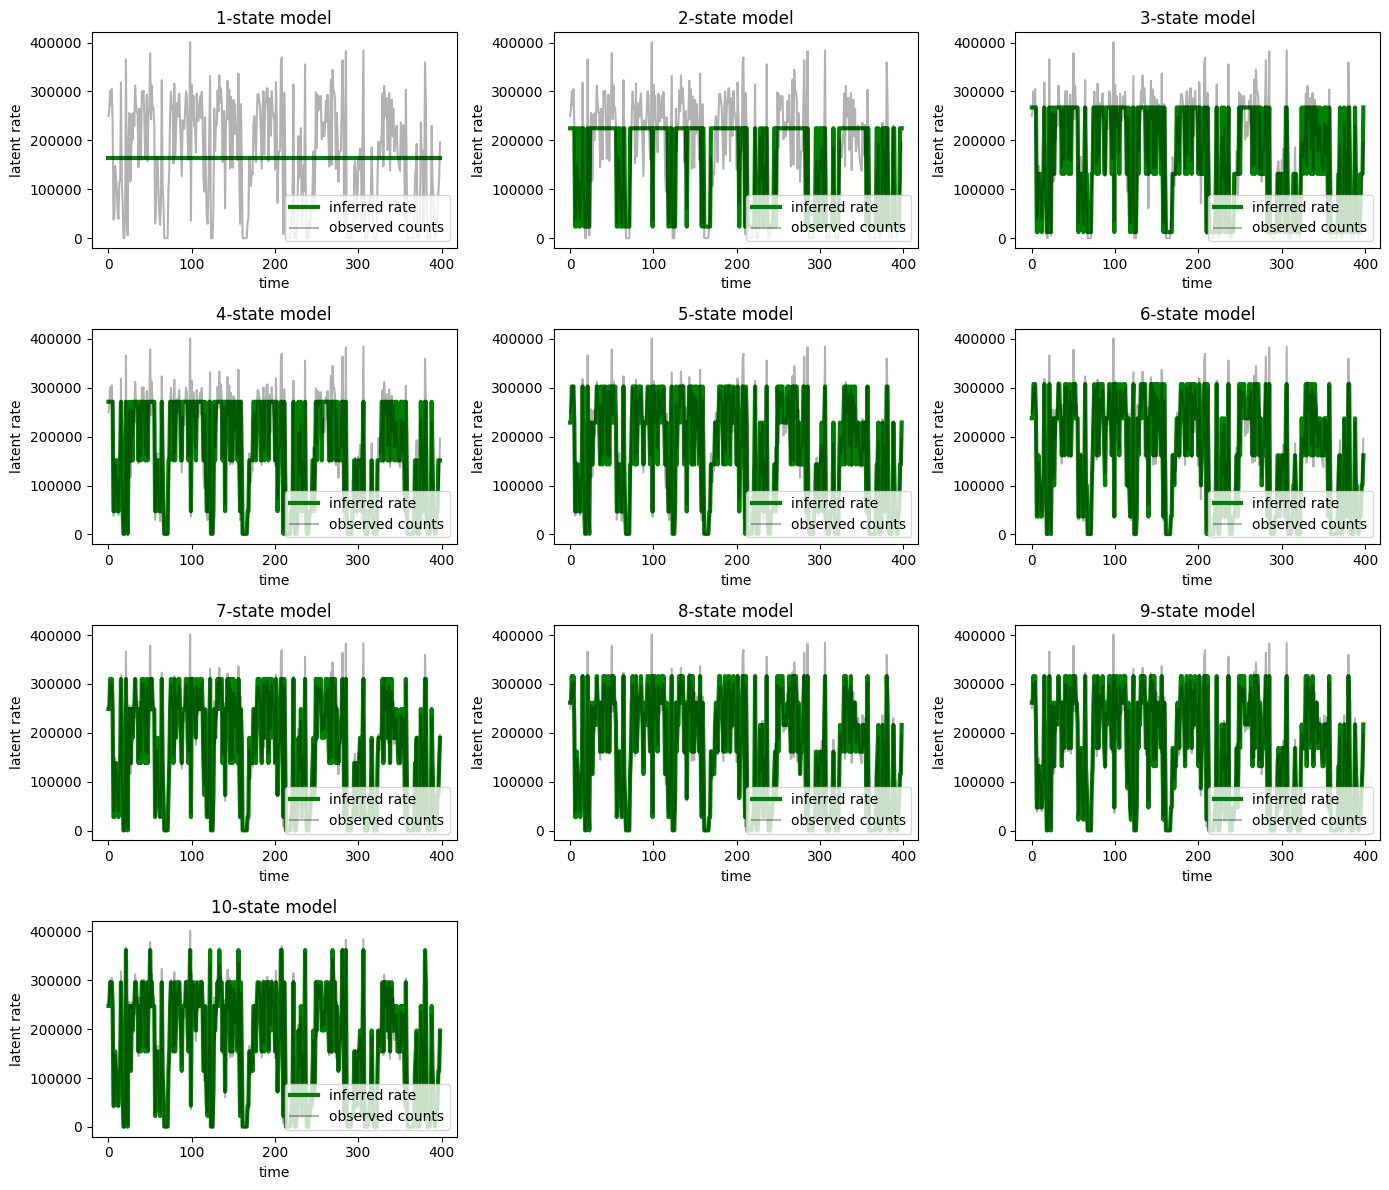 1-state model
2-state model
3-state model
400000
300000
200000
100000
0
latent rate
inferred rate
observed counts
0 100 200 300 400
time
400000
300000
200000
100000
0
latent rate
inferred rate
observed counts
0 100 200 300 400
time
400000
300000
200000
100000
0
latent rate
inferred rate
observed counts
0 100 200 300 400
time
4-state model
5-state model
6-state model
400000
300000
200000
100000
0
latent rate
inferred rate
observed counts
0 100 200 300 400
time
400000
300000
200000
100000
0
latent rate
inferred rate
observed counts
0 100 200 300 400
time
400000
300000
200000
100000
0
latent rate
inferred rate
observed counts
0 100 200 300 400
time
7-state model
8-state model
9-state model
400000
300000
200000
100000
0
latent rate
inferred rate
observed counts
0 100 200 300 400
time
400000
300000
200000
100000
0
latent rate
inferred rate
observed counts
0 100 200 300 400
time
400000
300000
200000
100000
0
latent rate
inferred rate
observed counts
0 100 200 300 400
time
10-state model
400000
300000
200000
100000
0
latent rate
inferred rate
observed counts
0 100 200 300 400
time